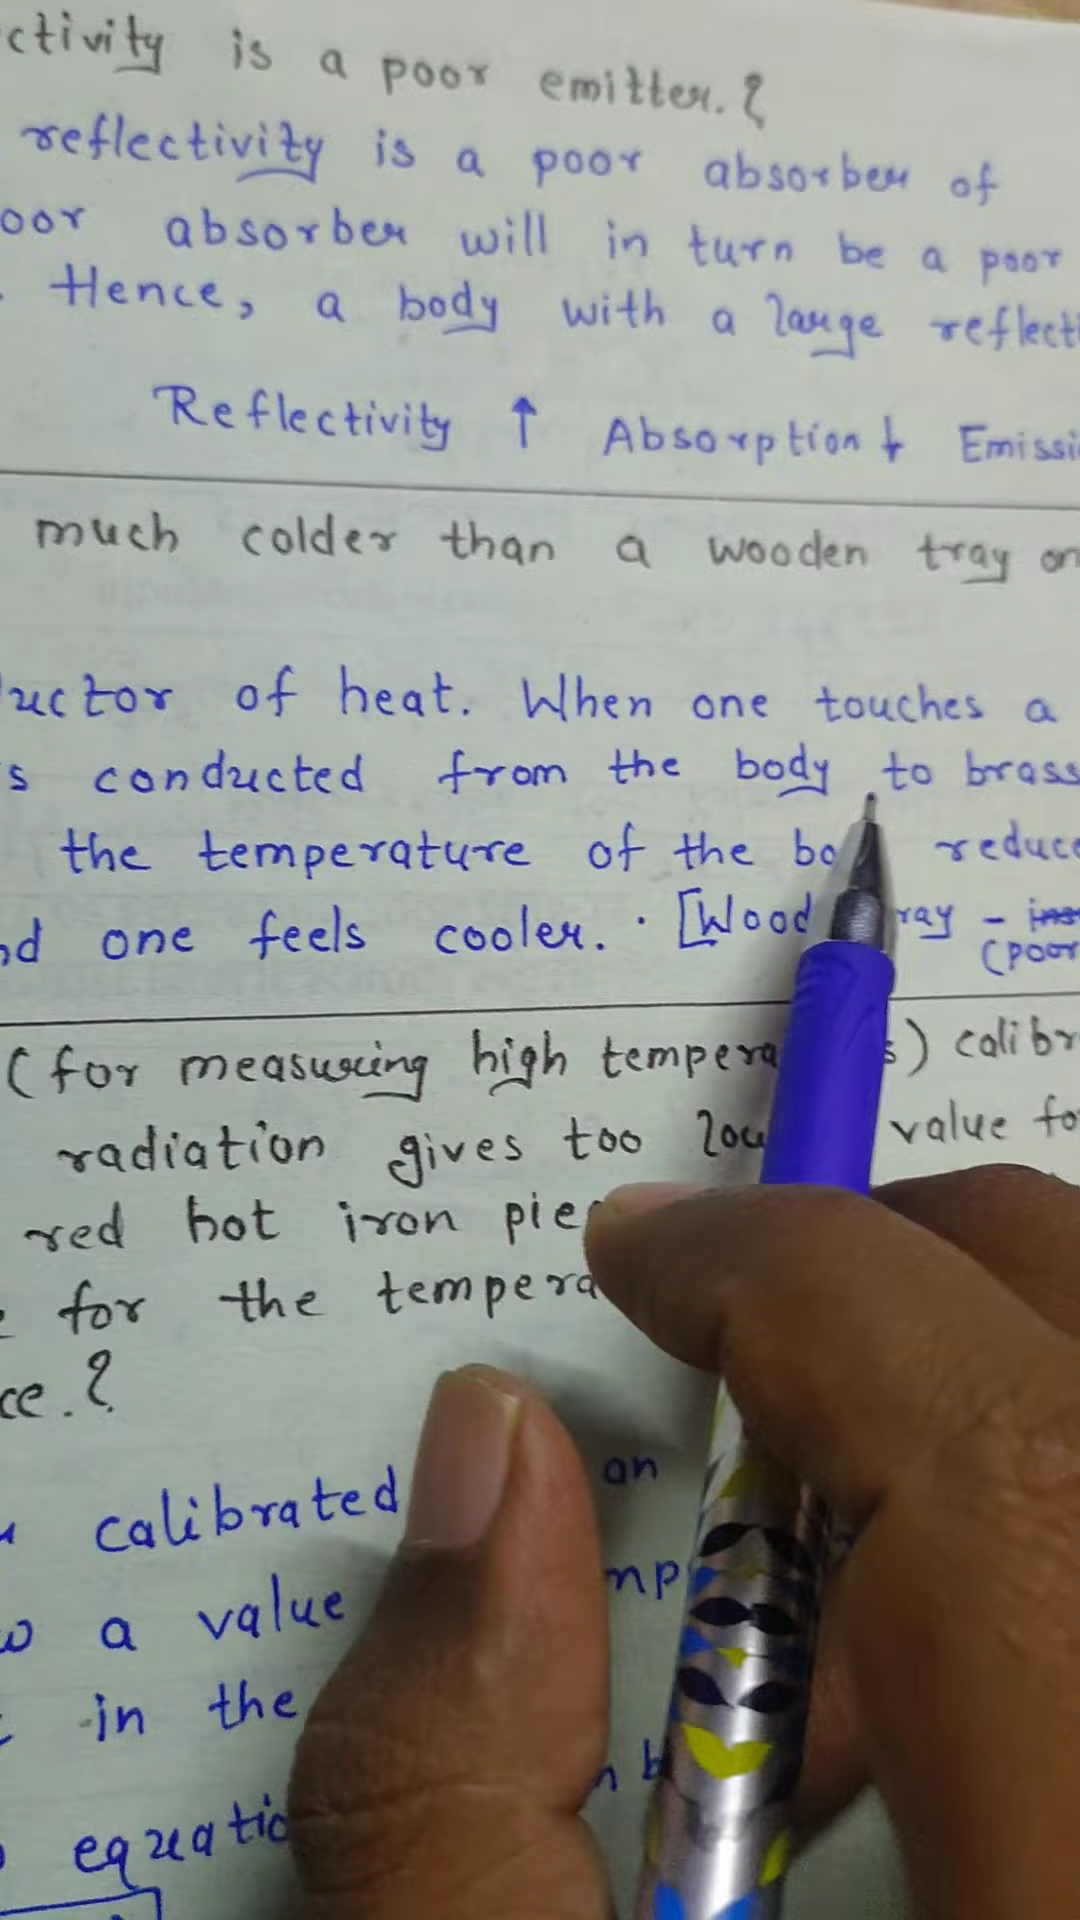 ctivity is a poor emitter.?
reflectivity is a poor absorber of
oor absorber will in turn be a poor
Hence, a body with a large reflecti
Reflectivity ↑ Absorption ↓ Emissi
much colder than a wooden tray on
uctor of heat. When one touches a
s conducted from the body to brass
the temperature of the bo reduce
nd one feels cooler. [Wood ray -
(poor
(for measuring high tempera s) calibr
radiation gives too low value fo
red hot iron pie
for the tempera
ce.?
calibrated an
a value mp
in the
equatio